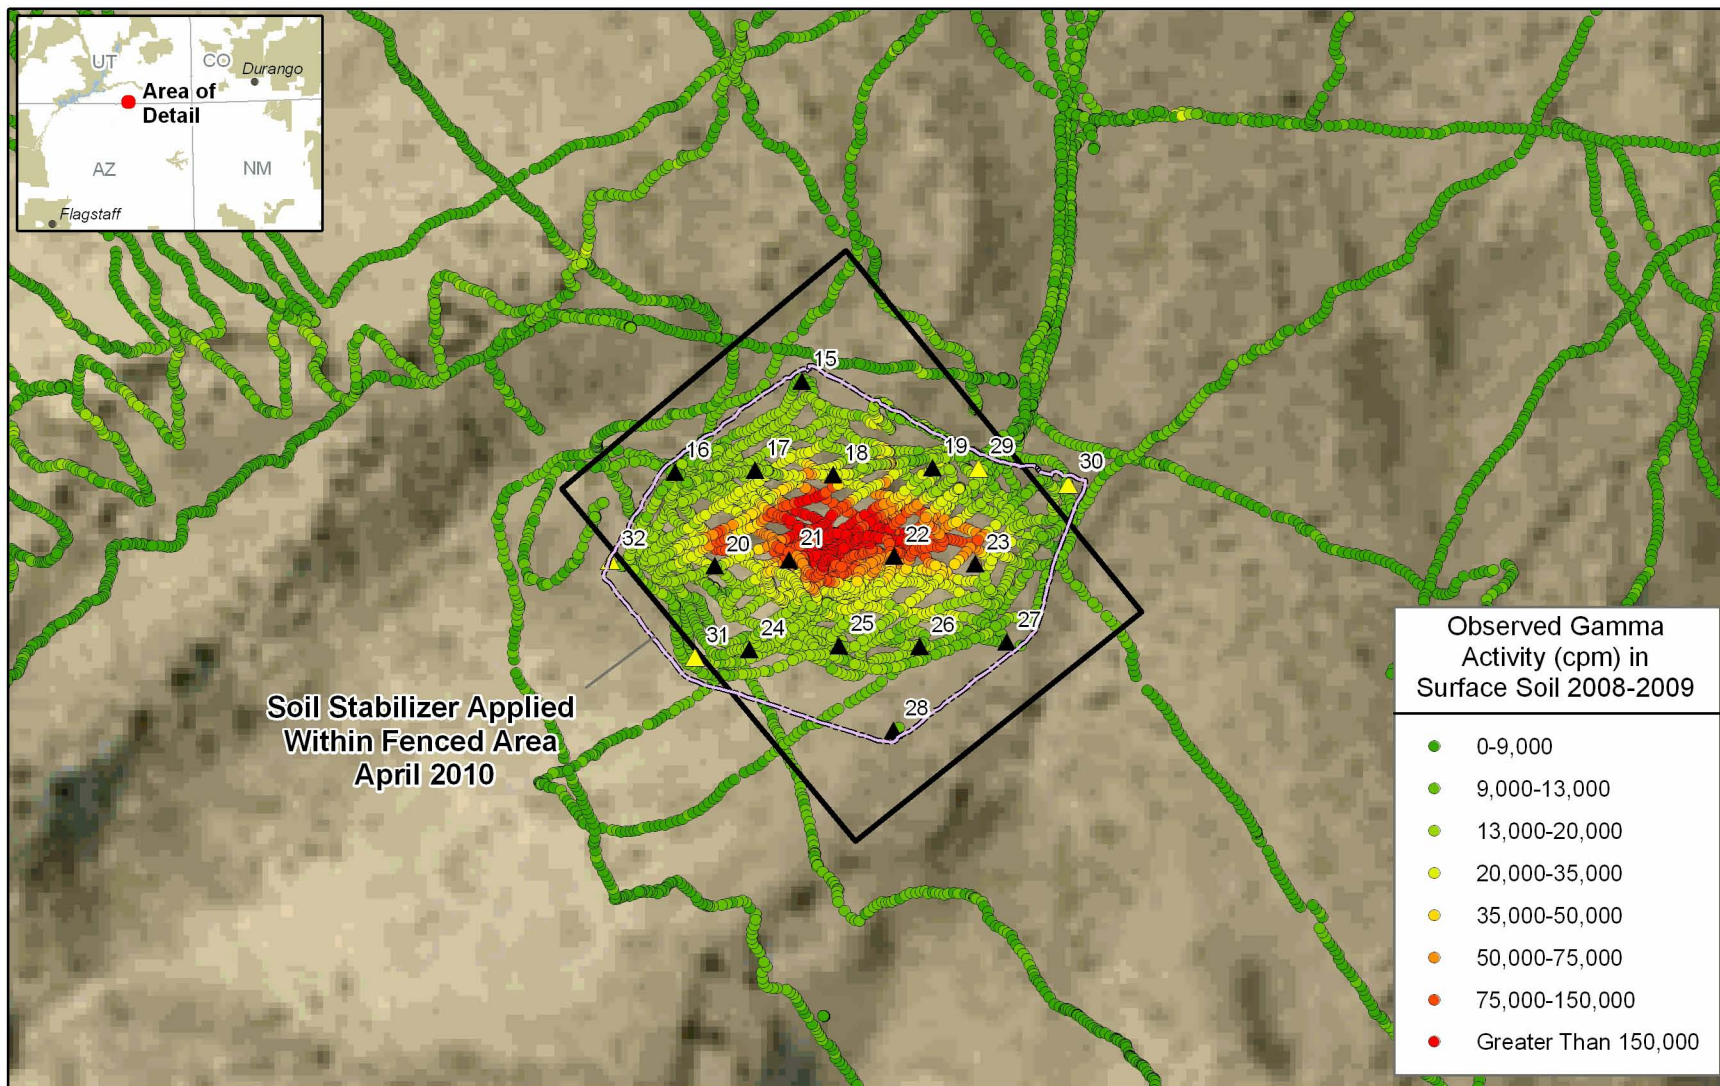 UT
CO
Durango
Area of
Detail
AZ
NM
Flagstaff
15
16
17
18
19
29
30
32
20
21
22
23
31
24
25
26
27
28
Soil Stabilizer Applied
Within Fenced Area
April 2010
Observed Gamma
Activity (cpm) in
Surface Soil 2008-2009
0-9,000
9,000-13,000
13,000-20,000
20,000-35,000
35,000-50,000
50,000-75,000
75,000-150,000
Greater Than 150,000